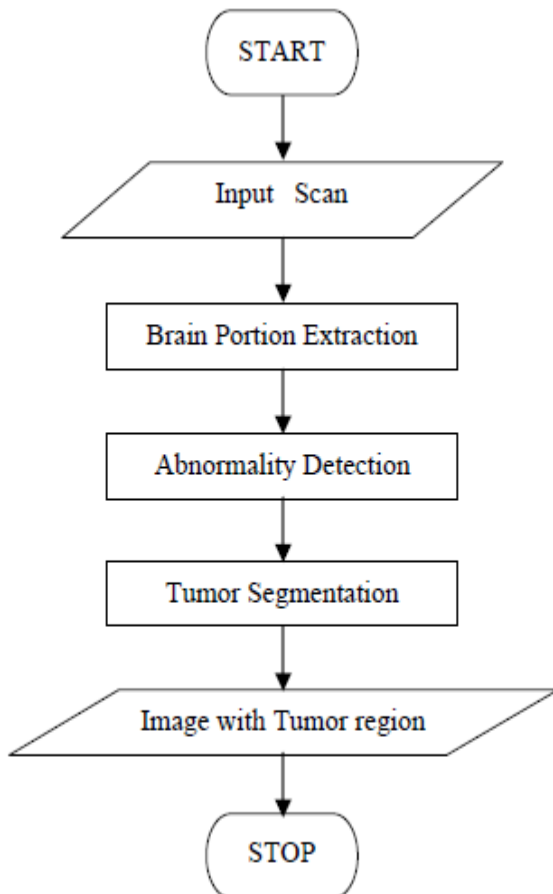 START
Input Scan
Brain Portion Extraction
Abnormality Detection
Tumor Segmentation
Image with Tumor region
STOP